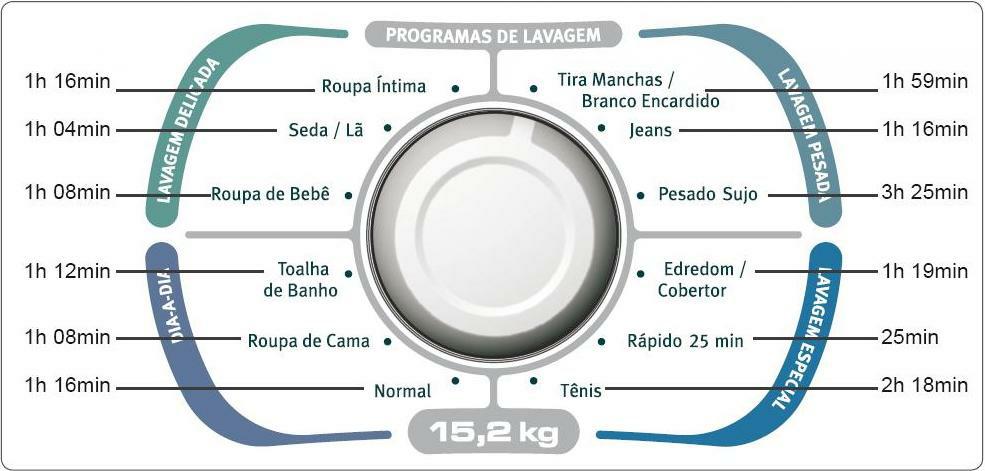 PROGRAMAS DE LAVAGEM
LAVAGEM DELICADA
1h 16min Roupa Íntima
1h 04min Seda / Lã
1h 08min Roupa de Bebê
DIA-A-DIA
1h 12min Toalha
de Banho
1h 08min Roupa de Cama
1h 16min Normal
LAVAGEM PESADA
Tira Manchas / 1h 59min
Branco Encardido
Jeans 1h 16min
Pesado Sujo 3h 25min
LAVAGEM ESPECIAL
Edredom / 1h 19min
Cobertor
Rápido 25 min 25min
Tênis 2h 18min
15,2 kg